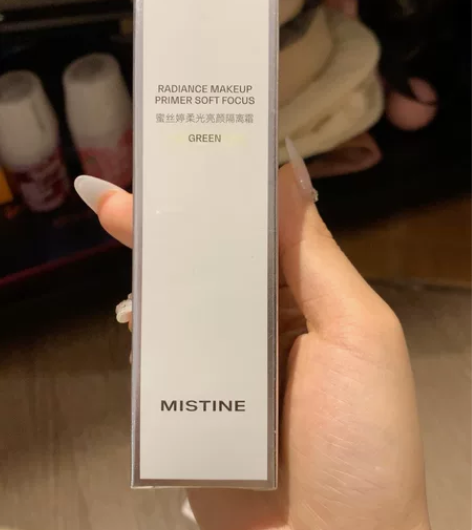 RADIANCE MAKEUP
PRIMER SOFT FOCUS
蜜丝婷柔光亮颜隔离霜
GREEN
MISTINE